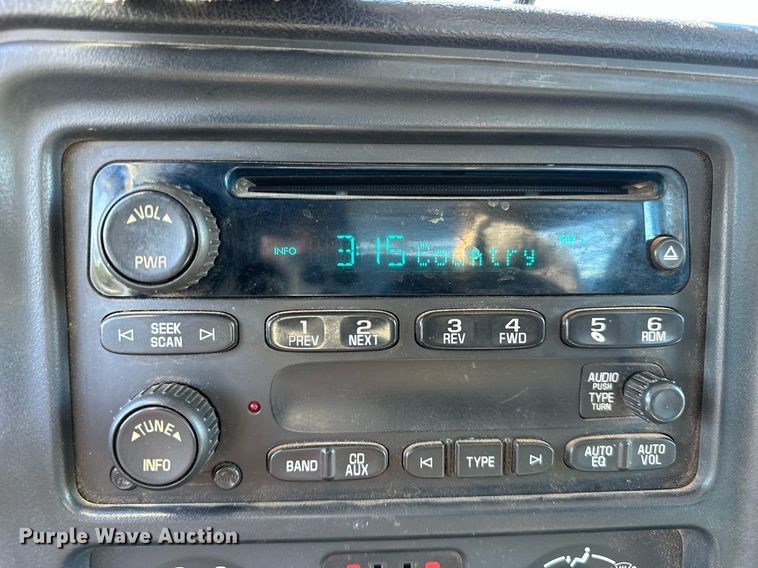 VOL
PWR
INFO 3:15 Country
SEEK
SCAN
1 PREV
2 NEXT
3 REV
4 FWD
5
6 RDM
AUDIO
PUSH
TYPE
TURN
TUNE
INFO
BAND
CD
AUX
TYPE
AUTO
EQ
AUTO
VOL
Purple Wave Auction